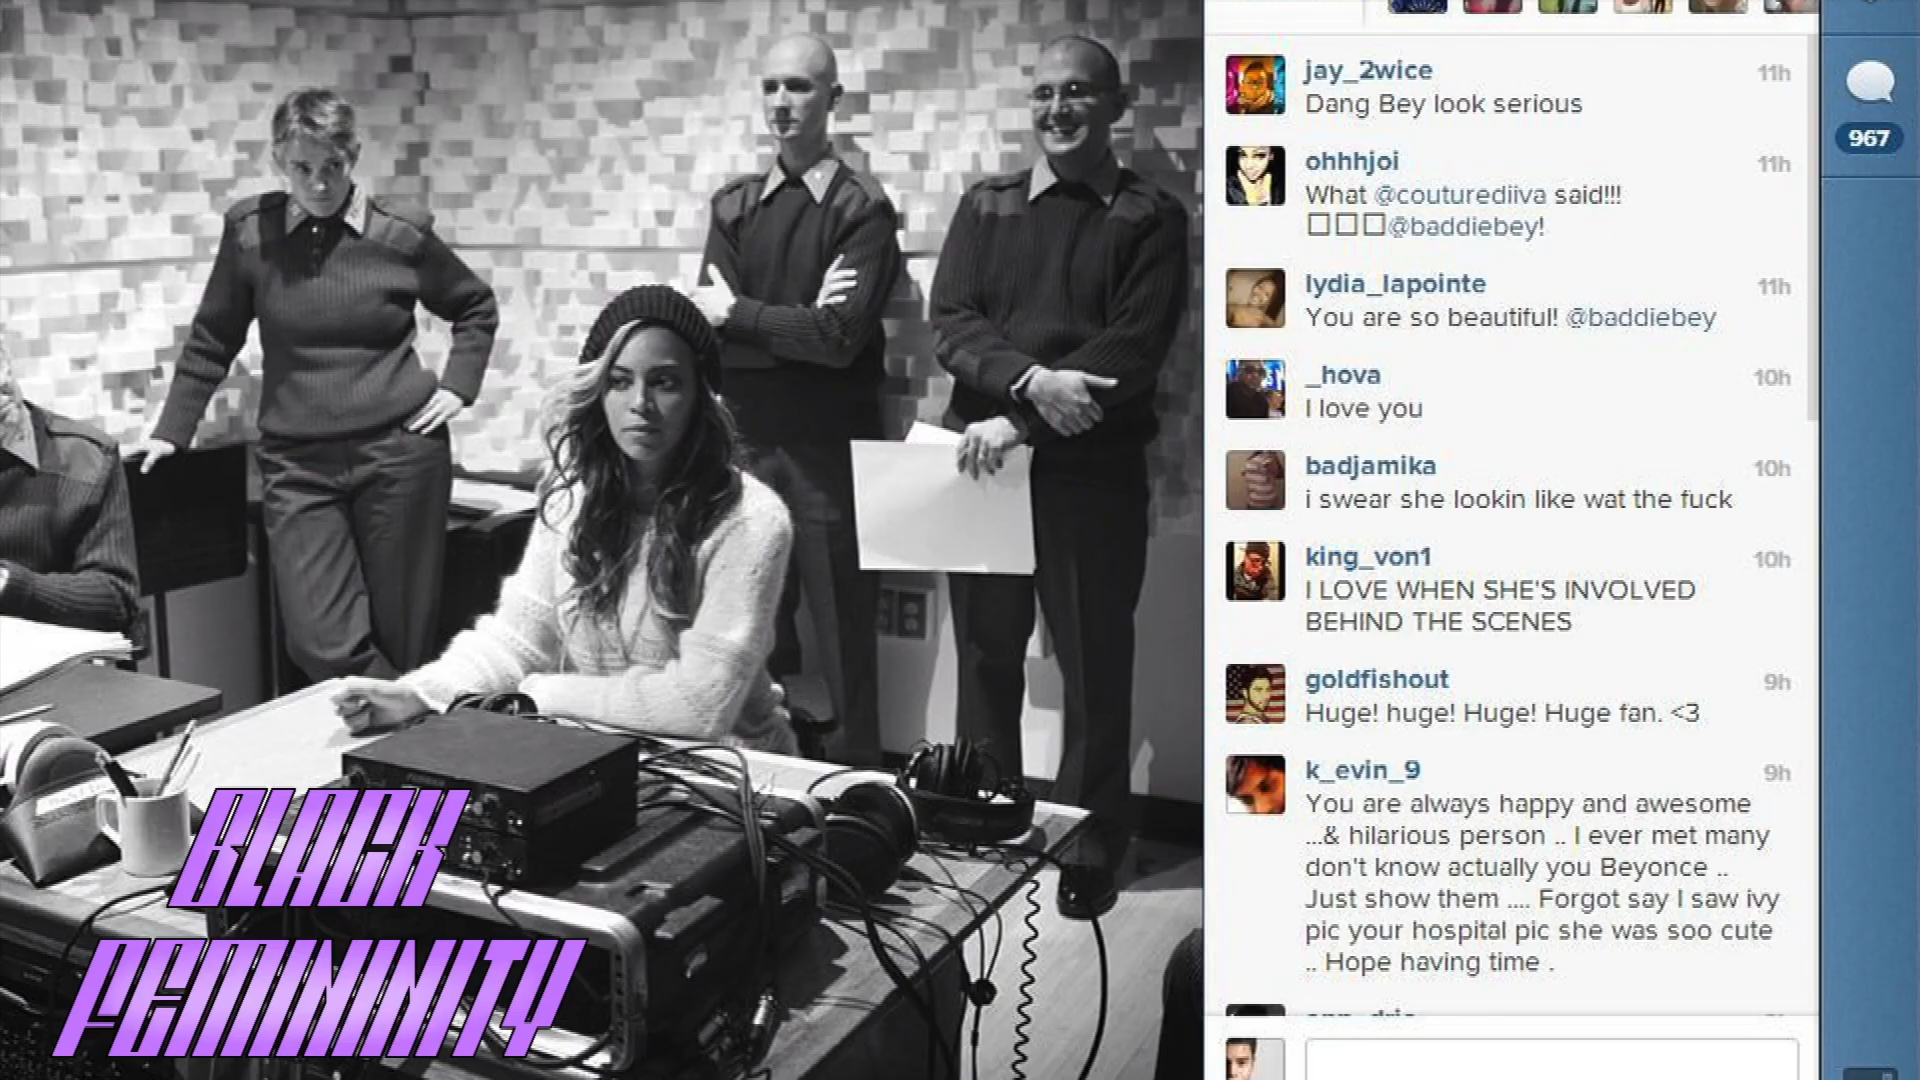 jay_2wice 11h
Dang Bey look serious
ohhhjoi 11h
What @couturediiva said!!!
□□□@baddiebey!
lydia_lapointe 11h
You are so beautiful! @baddiebey
_hova 10h
I love you
badjamika 10h
i swear she lookin like wat the fuck
king_von1 10h
I LOVE WHEN SHE'S INVOLVED
BEHIND THE SCENES
goldfishout 9h
Huge! huge! Huge! Huge fan. <3
k_evin_9 9h
You are always happy and awesome
...& hilarious person .. I ever met many
don't know actually you Beyonce ..
Just show them .... Forgot say I saw ivy
pic your hospital pic she was soo cute
.. Hope having time .
967
BLACK
FEMININITY